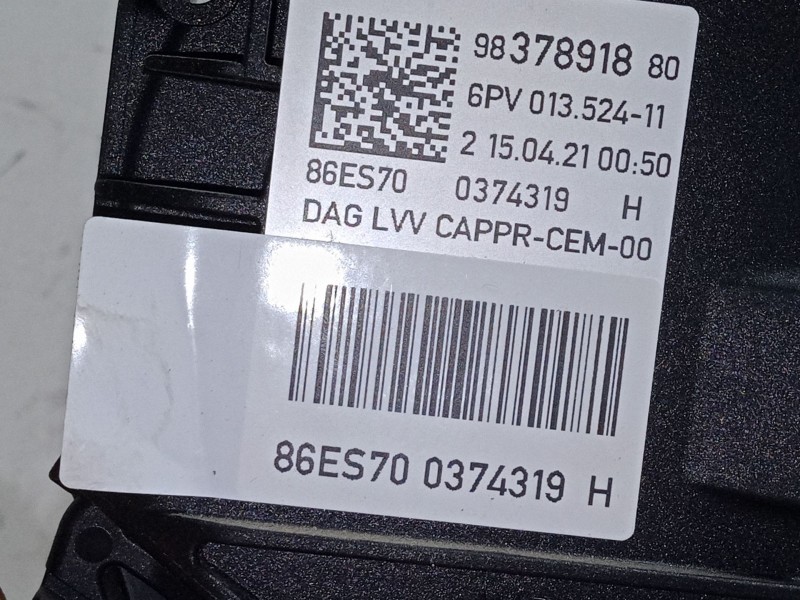 98 378918 80
6PV 013.524-11
2 15.04.21 00:50
86ES70 0374319 H
DAG LVV CAPPR-CEM-00
86ES70 0374319 H